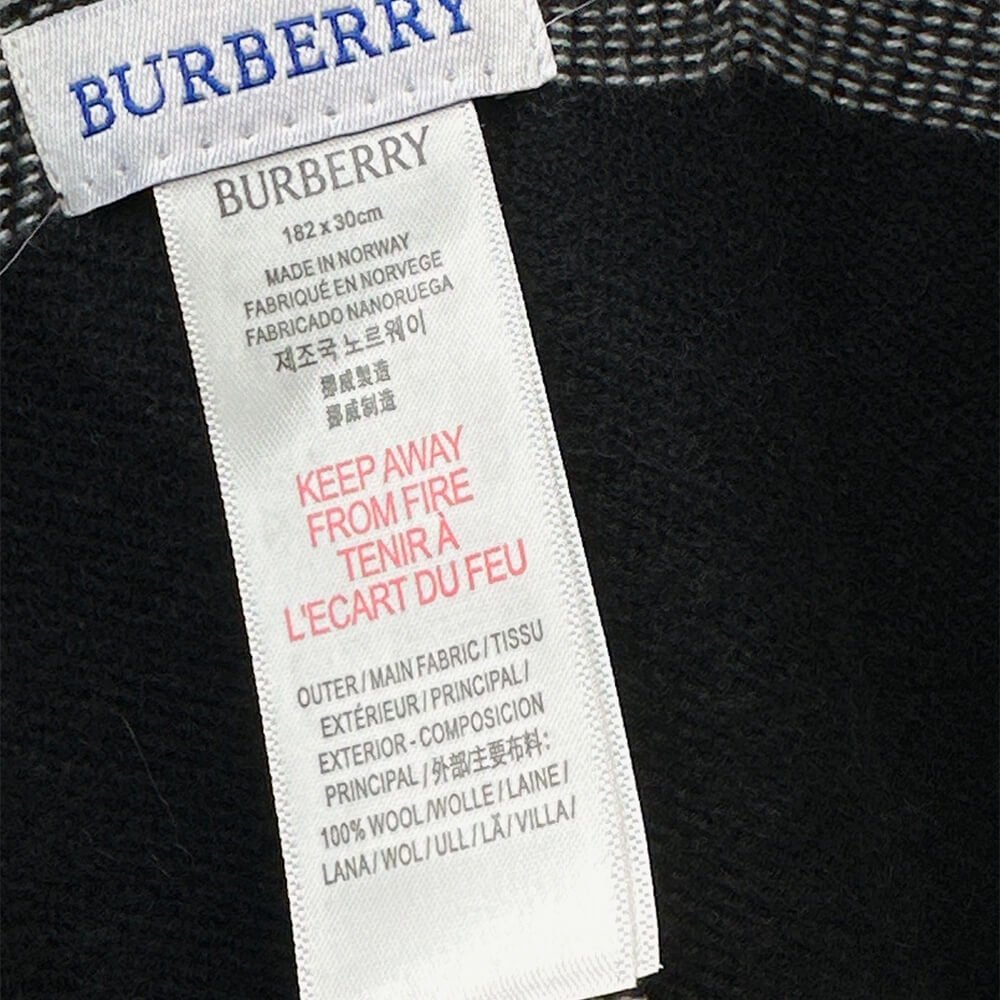 BURBERRY
BURBERRY
182 x 30cm
MADE IN NORWAY
FABRIQUÉ EN NORVEGE
FABRICADO NANORUEGA
제조국 노르웨이
挪威製造
挪威制造
KEEP AWAY
FROM FIRE
TENIR À
L'ECART DU FEU
OUTER / MAIN FABRIC / TISSU
EXTÉRIEUR / PRINCIPAL /
EXTERIOR - COMPOSICION
PRINCIPAL / 外部/主要布料:
100% WOOL/WOLLE / LAINE /
LANA / WOL / ULL / LÃ / VILLA /